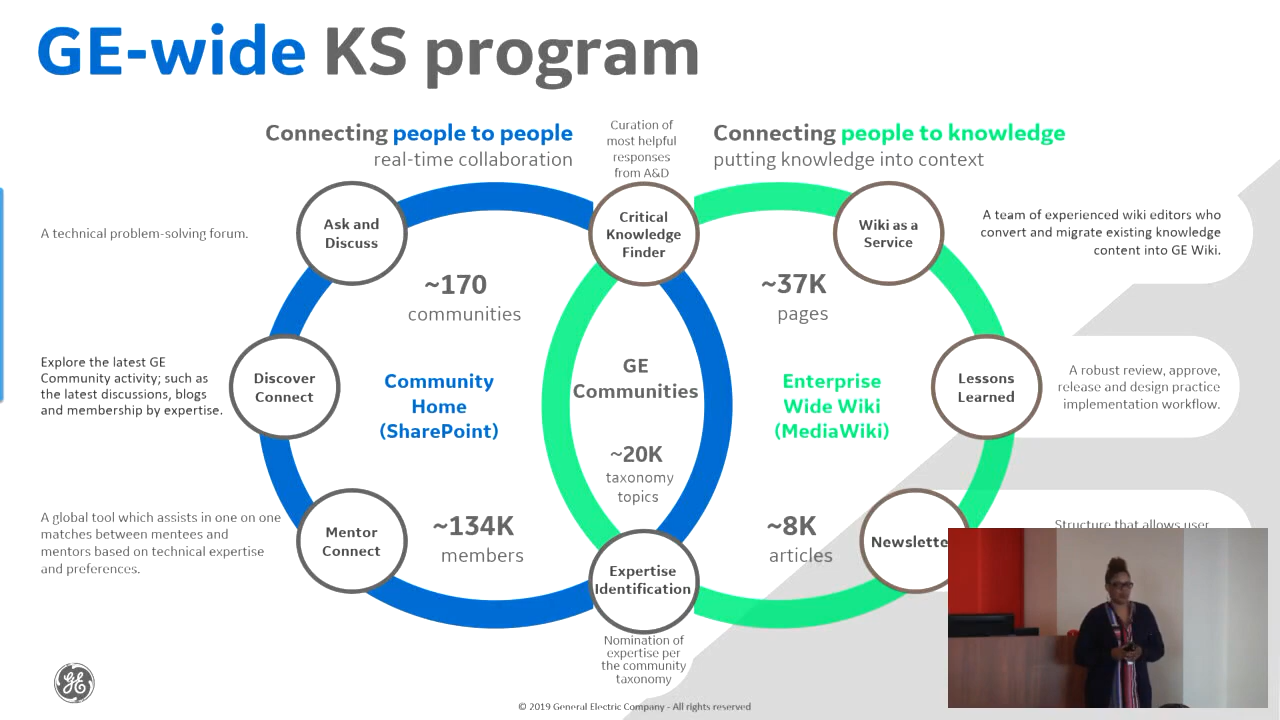 GE-wide KS program
Connecting people to people
real-time collaboration
Curation of
most helpful
responses
from A&D
Connecting people to knowledge
putting knowledge into context
Ask and
Discuss
A technical problem-solving forum.
Critical
Knowledge
Finder
Wiki as a
Service
A team of experienced wiki editors who
convert and migrate existing knowledge
content into GE Wiki.
~170
communities
~37K
pages
Explore the latest GE
Community activity; such as
the latest discussions, blogs
and membership by expertise.
Discover
Connect
Community
Home
(SharePoint)
GE
Communities
Enterprise
Wide Wiki
(MediaWiki)
Lessons
Learned
A robust review, approve,
release and design practice
implementation workflow.
~20K
taxonomy
topics
A global tool which assists in one on one
matches between mentees and
mentors based on technical expertise
and preferences.
Mentor
Connect
~134K
members
~8K
articles
Structure that allows user
Expertise
Identification
Nomination of
expertise per
the community
taxonomy
GE
© 2019 General Electric Company - All rights reserved